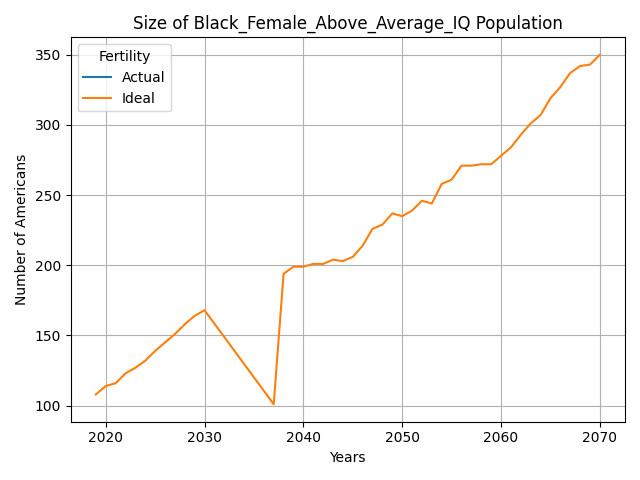 Size of Black_Female_Above_Average_IQ Population
Number of Americans
350
300
250
200
150
100
Fertility
Actual
Ideal
2020 2030 2040 2050 2060 2070
Years